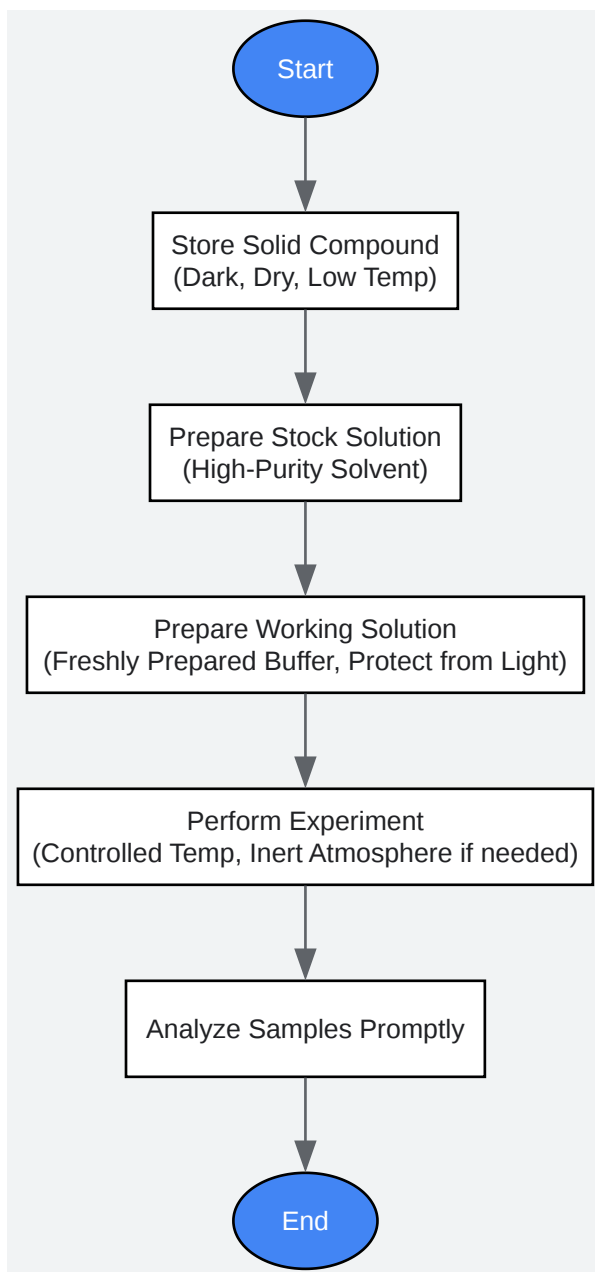 Start
Store Solid Compound
(Dark, Dry, Low Temp)
Prepare Stock Solution
(High-Purity Solvent)
Prepare Working Solution
(Freshly Prepared Buffer, Protect from Light)
Perform Experiment
(Controlled Temp, Inert Atmosphere if needed)
Analyze Samples Promptly
End